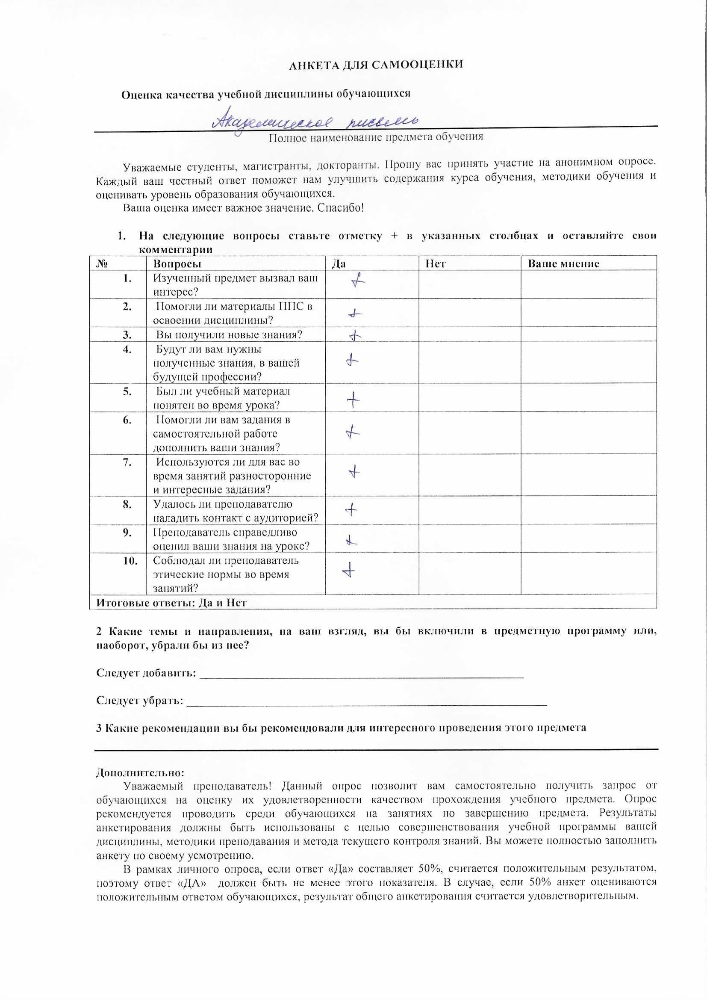 АНКЕТА ДЛЯ САМООЦЕНКИ
Оценка качества учебной дисциплины обучающихся
Академическое письмо
Полное наименование предмета обучения
Уважаемые студенты, магистранты, докторанты. Прошу вас принять участие на анонимном опросе.
Каждый ваш честный ответ поможет нам улучшить содержания курса обучения, методики обучения и
оценивать уровень образования обучающихся.
Ваша оценка имеет важное значение. Спасибо!
1. На следующие вопросы ставьте отметку + в указанных столбцах и оставляйте свои
комментарии
№ Вопросы Да Нет Ваше мнение
1. Изученный предмет вызвал ваш +
интерес?
2. Помогли ли материалы ППС в +
освоении дисциплины?
3. Вы получили новые знания? +
4. Будут ли вам нужны +
полученные знания, в вашей
будущей профессии?
5. Был ли учебный материал +
понятен во время урока?
6. Помогли ли вам задания в +
самостоятельной работе
дополнить ваши знания?
7. Используются ли для вас во +
время занятий разносторонние
и интересные задания?
8. Удалось ли преподавателю +
наладить контакт с аудиторией?
9. Преподаватель справедливо +
оценил ваши знания на уроке?
10. Соблюдал ли преподаватель +
этические нормы во время
занятий?
Итоговые ответы: Да и Нет
2 Какие темы и направления, на ваш взгляд, вы бы включили в предметную программу или,
наоборот, убрали бы из нее?
Следует добавить:
Следует убрать:
3 Какие рекомендации вы бы рекомендовали для интересного проведения этого предмета
Дополнительно:
Уважаемый преподаватель! Данный опрос позволит вам самостоятельно получить запрос от
обучающихся на оценку их удовлетворенности качеством прохождения учебного предмета. Опрос
рекомендуется проводить среди обучающихся на занятиях по завершению предмета. Результаты
анкетирования должны быть использованы с целью совершенствования учебной программы вашей
дисциплины, методики преподавания и метода текущего контроля знаний. Вы можете полностью заполнить
анкету по своему усмотрению.
В рамках личного опроса, если ответ «Да» составляет 50%, считается положительным результатом,
поэтому ответ «ДА» должен быть не менее этого показателя. В случае, если 50% анкет оцениваются
положительным ответом обучающихся, результат общего анкетирования считается удовлетворительным.